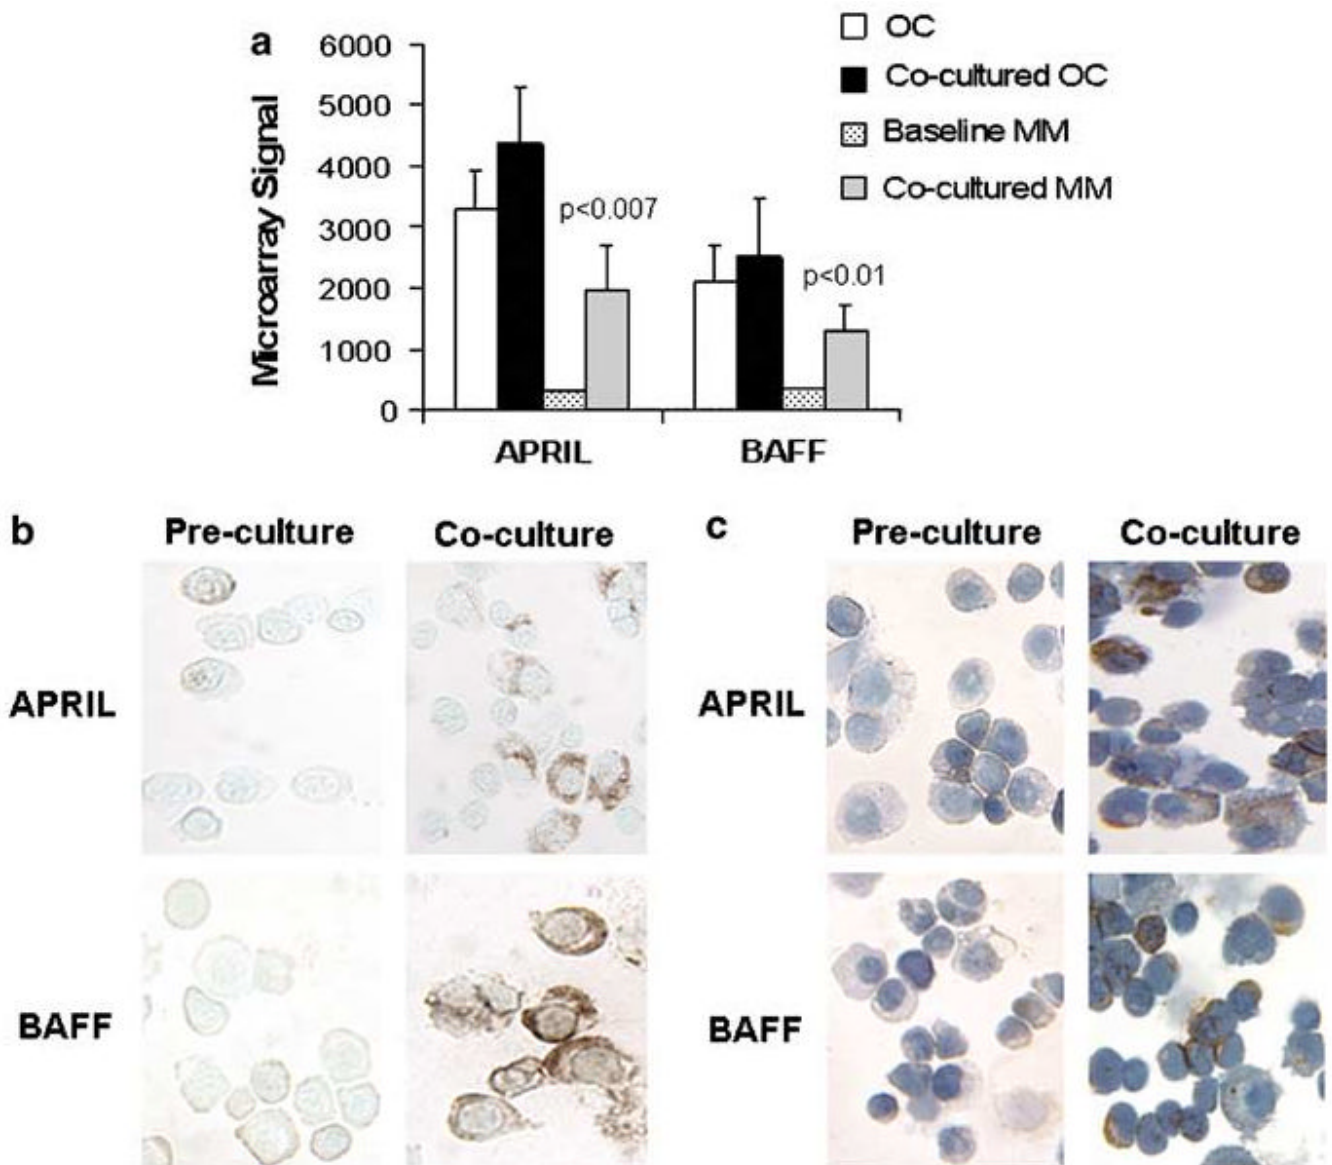 a
Microarray Signal
6000
5000
4000
3000
2000
1000
0
p<0.007
p<0.01
APRIL BAFF
OC
Co-cultured OC
Baseline MM
Co-cultured MM
b Pre-culture Co-culture
APRIL
BAFF
c Pre-culture Co-culture
APRIL
BAFF